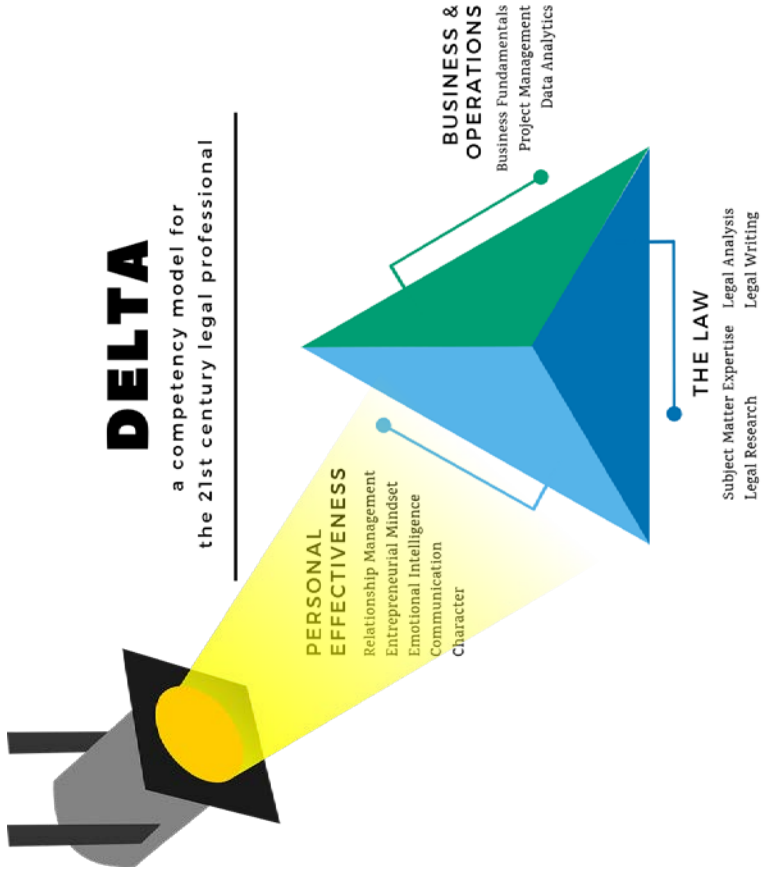 DELTA
a competency model for
the 21st century legal professional
PERSONAL
EFFECTIVENESS
Relationship Management
Entrepreneurial Mindset
Emotional Intelligence
Communication
Character
BUSINESS &
OPERATIONS
Business Fundamentals
Project Management
Data Analytics
THE LAW
Subject Matter Expertise Legal Analysis
Legal Research Legal Writing